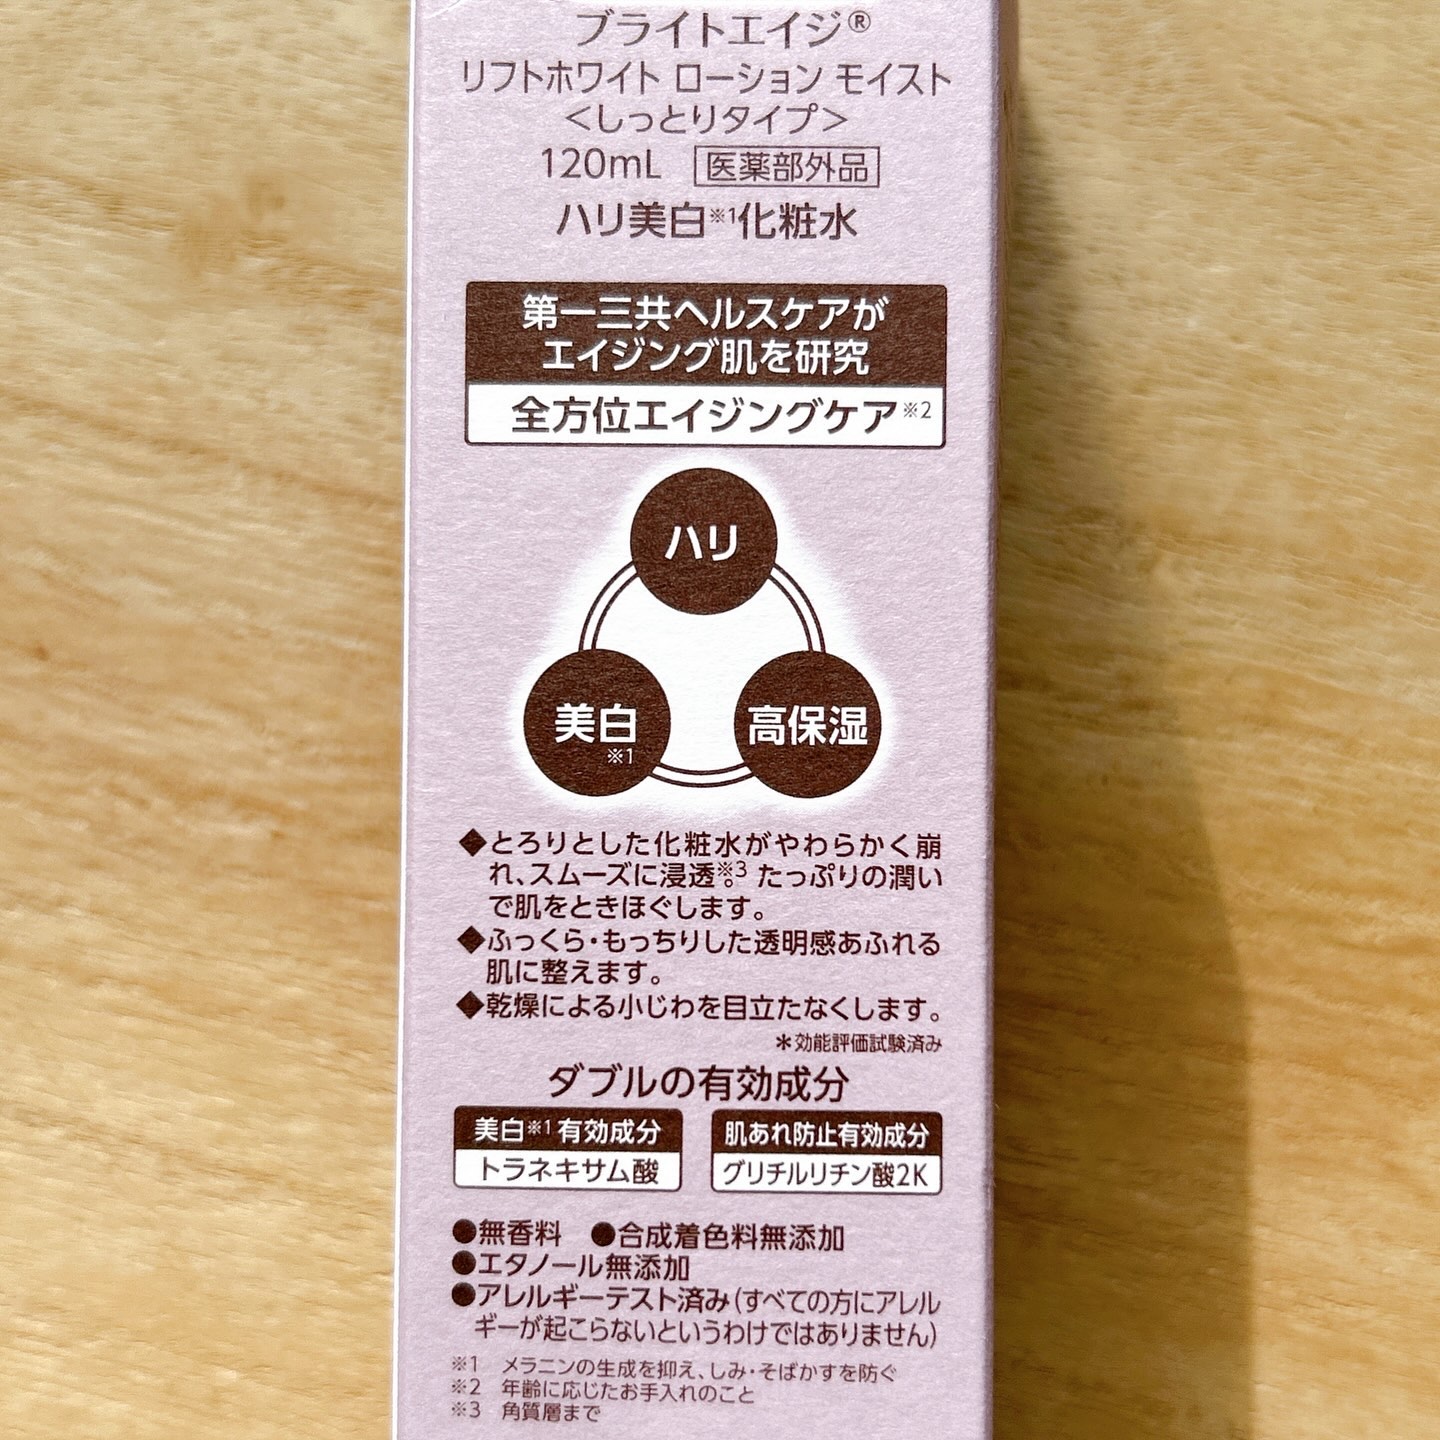 ブライトエイジ®
リフトホワイト ローション モイスト
<しっとりタイプ>
120mL 医薬部外品
ハリ美白※1化粧水
第一三共ヘルスケアが
エイジング肌を研究
全方位エイジングケア※2
ハリ
美白※1
高保湿
◆とろりとした化粧水がやわらかく崩
れ、スムーズに浸透※3。たっぷりの潤い
で肌をときほぐします。
◆ふっくら・もっちりした透明感あふれる
肌に整えます。
◆乾燥による小じわを目立たなくします。
＊効能評価試験済み
ダブルの有効成分
美白※1有効成分
トラネキサム酸
肌あれ防止有効成分
グリチルリチン酸2K
●無香料 ●合成着色料無添加
●エタノール無添加
●アレルギーテスト済み(すべての方にアレル
ギーが起こらないというわけではありません)
※1 メラニンの生成を抑え、しみ・そばかすを防ぐ
※2 年齢に応じたお手入れのこと
※3 角質層まで